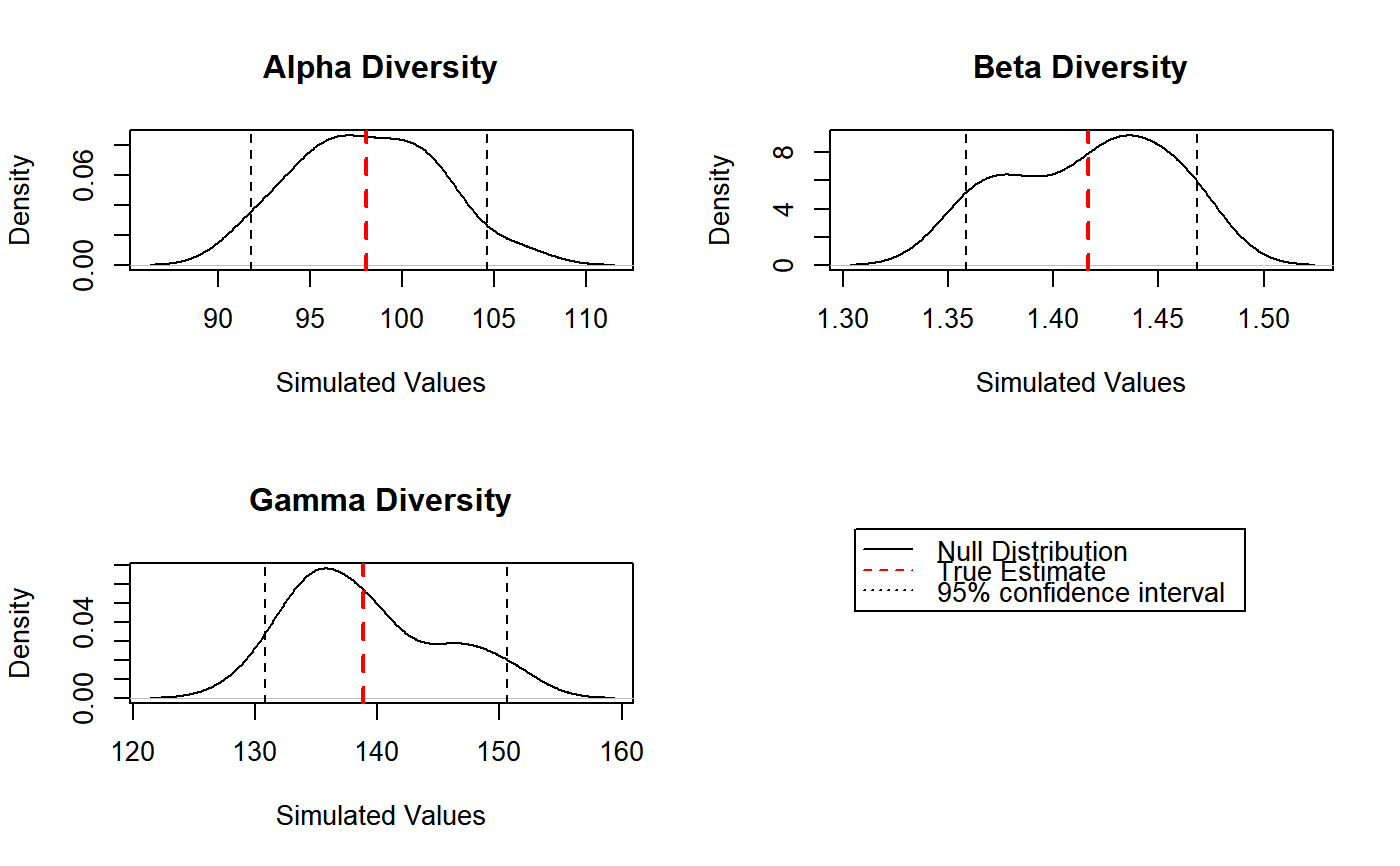 Alpha Diversity
Density
0.00 0.06
90 95 100 105 110
Simulated Values
Beta Diversity
Density
0 4 8
1.30 1.35 1.40 1.45 1.50
Simulated Values
Gamma Diversity
Density
0.00 0.04
120 130 140 150 160
Simulated Values
Null Distribution
True Estimate
95% confidence interval